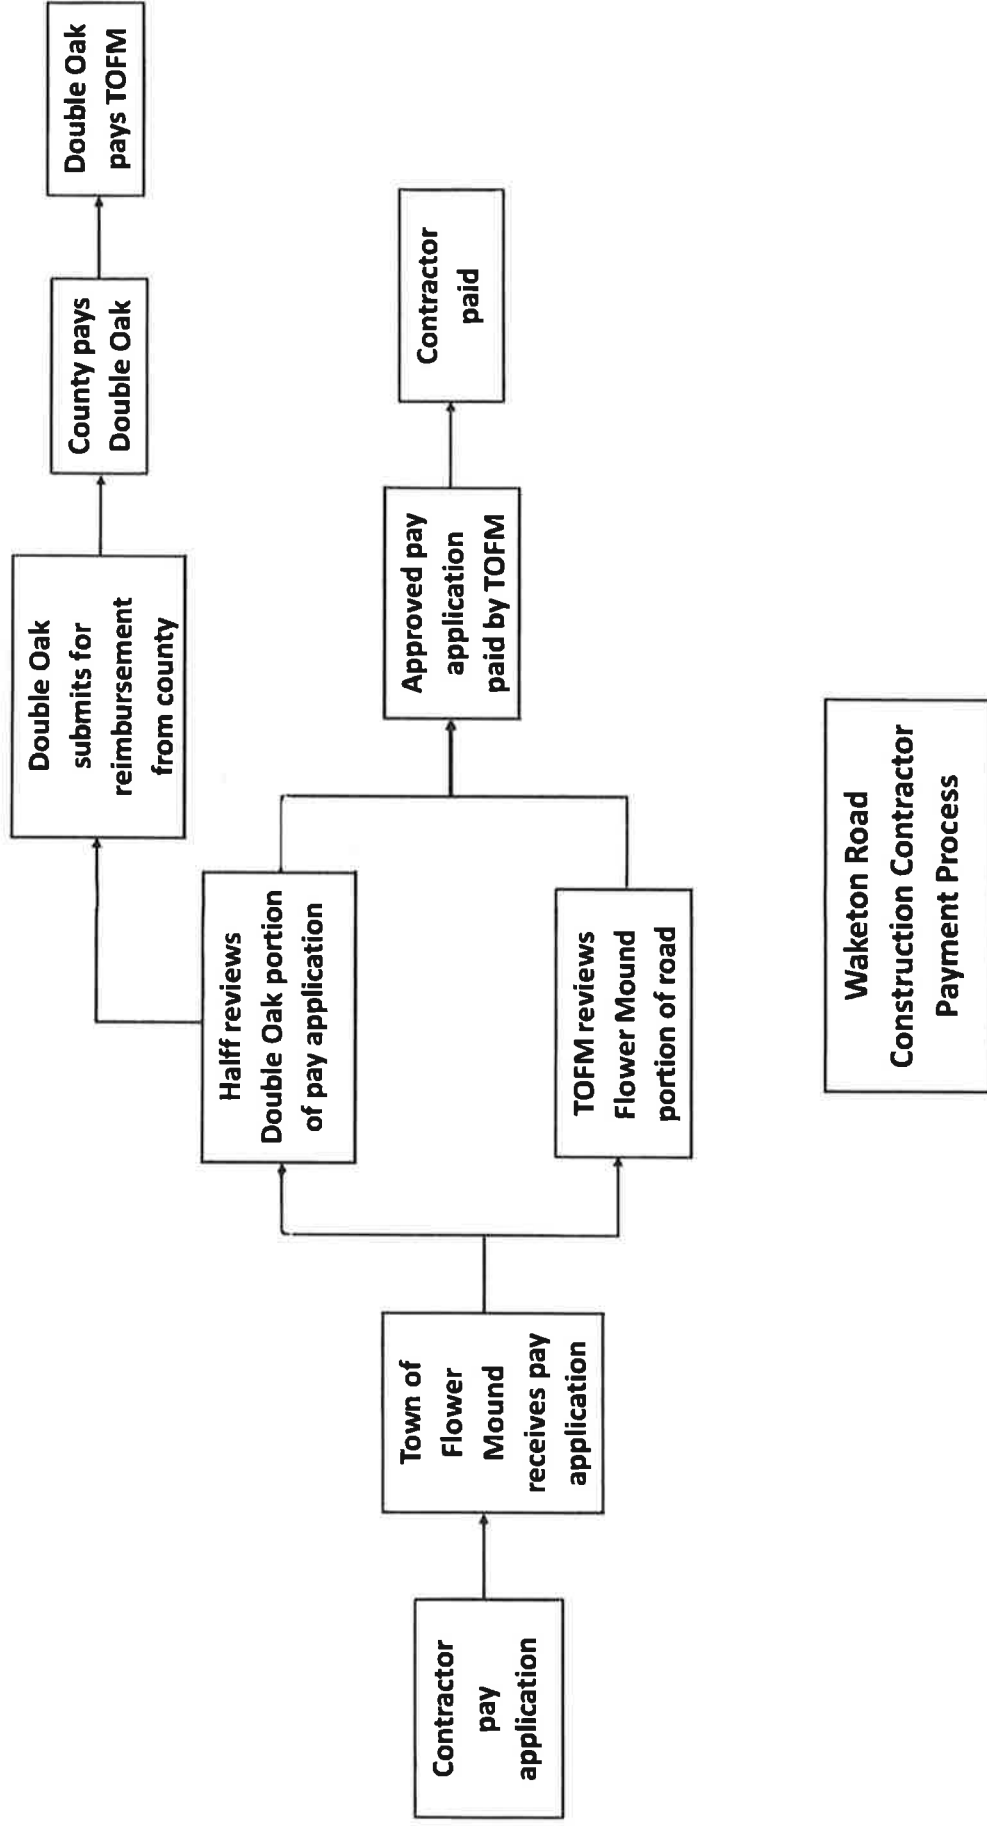 Contractor
pay
application
Town of
Flower
Mound
receives pay
application
Halff reviews
Double Oak portion
of pay application
TOFM reviews
Flower Mound
portion of road
Double Oak
submits for
reimbursement
from county
County pays
Double Oak
Double Oak
pays TOFM
Approved pay
application
paid by TOFM
Contractor
paid
Waketon Road
Construction Contractor
Payment Process